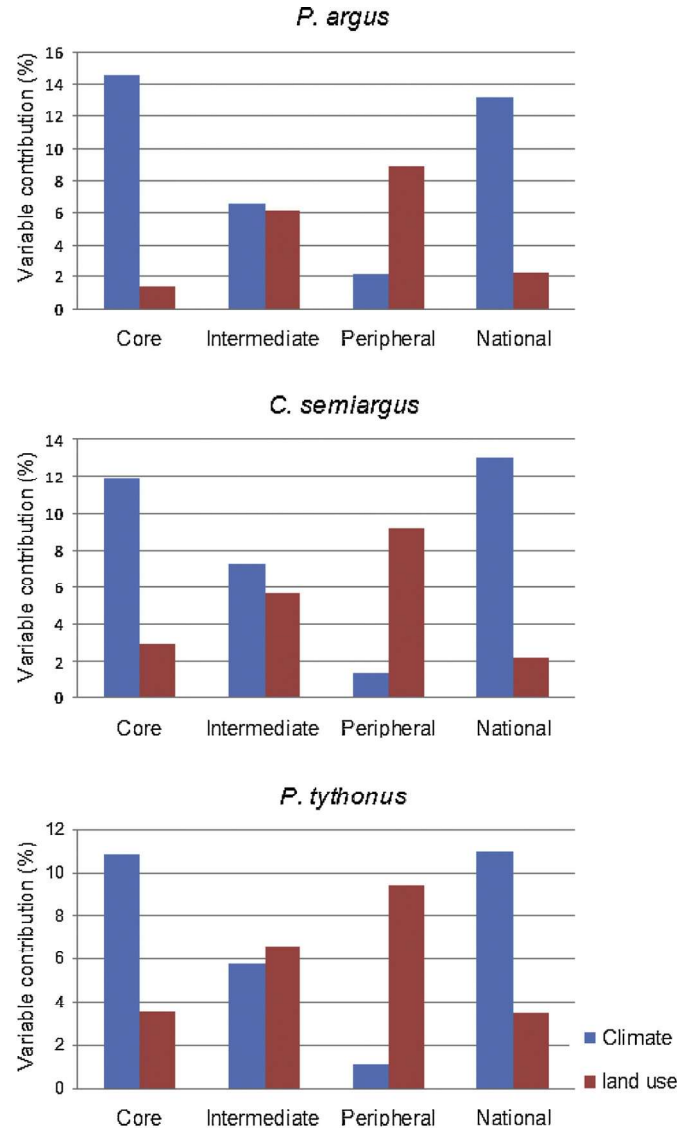 P. argus
Variable contribution (%)
16
14
12
10
8
6
4
2
0
Core Intermediate Peripheral National
C. semiargus
Variable contribution (%)
14
12
10
8
6
4
2
0
Core Intermediate Peripheral National
P. tythonus
Variable contribution (%)
12
10
8
6
4
2
0
Core Intermediate Peripheral National
Climate
land use